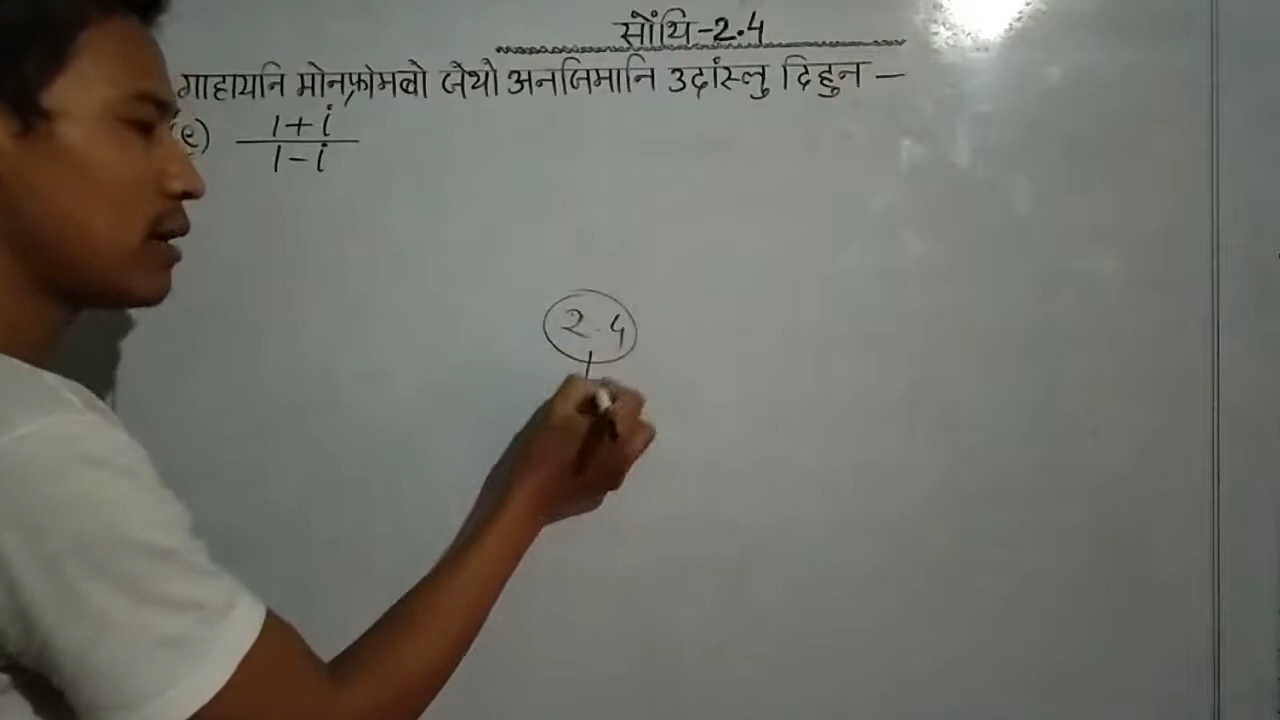 सोंथि-2.4
गाहायनि मोनफ्रोमबो जेथो अनजिमानि उदांस्लु दिहुन —
e) 1+i
1-i
2.4